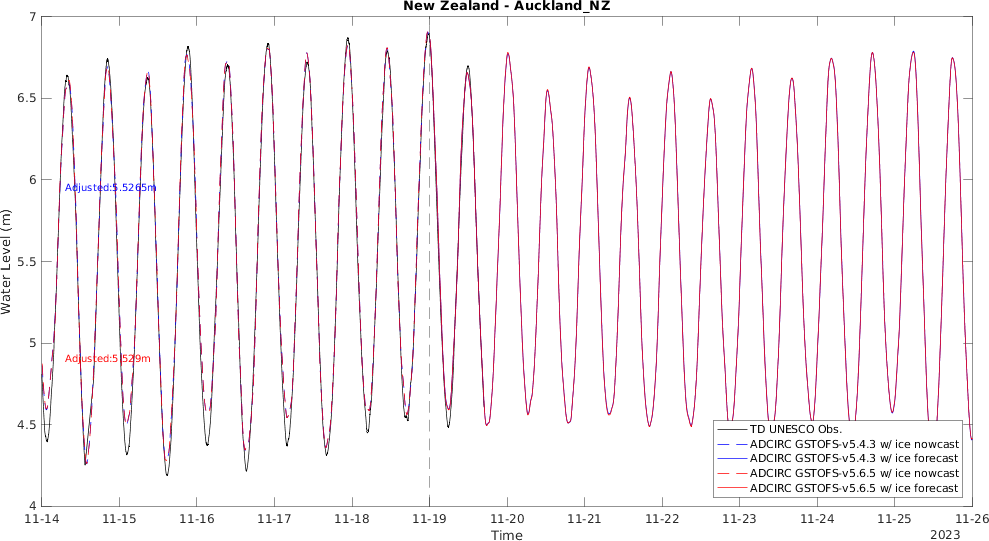 New Zealand - Auckland_NZ
7
6.5
6
5.5
5
4.5
4
Water Level (m)
Adjusted:5.5265m
Adjusted:5.529m
TD UNESCO Obs.
ADCIRC GSTOFS-v5.4.3 w/ ice nowcast
ADCIRC GSTOFS-v5.4.3 w/ ice forecast
ADCIRC GSTOFS-v5.6.5 w/ ice nowcast
ADCIRC GSTOFS-v5.6.5 w/ ice forecast
11-14 11-15 11-16 11-17 11-18 11-19 11-20 11-21 11-22 11-23 11-24 11-25 11-26
Time
2023